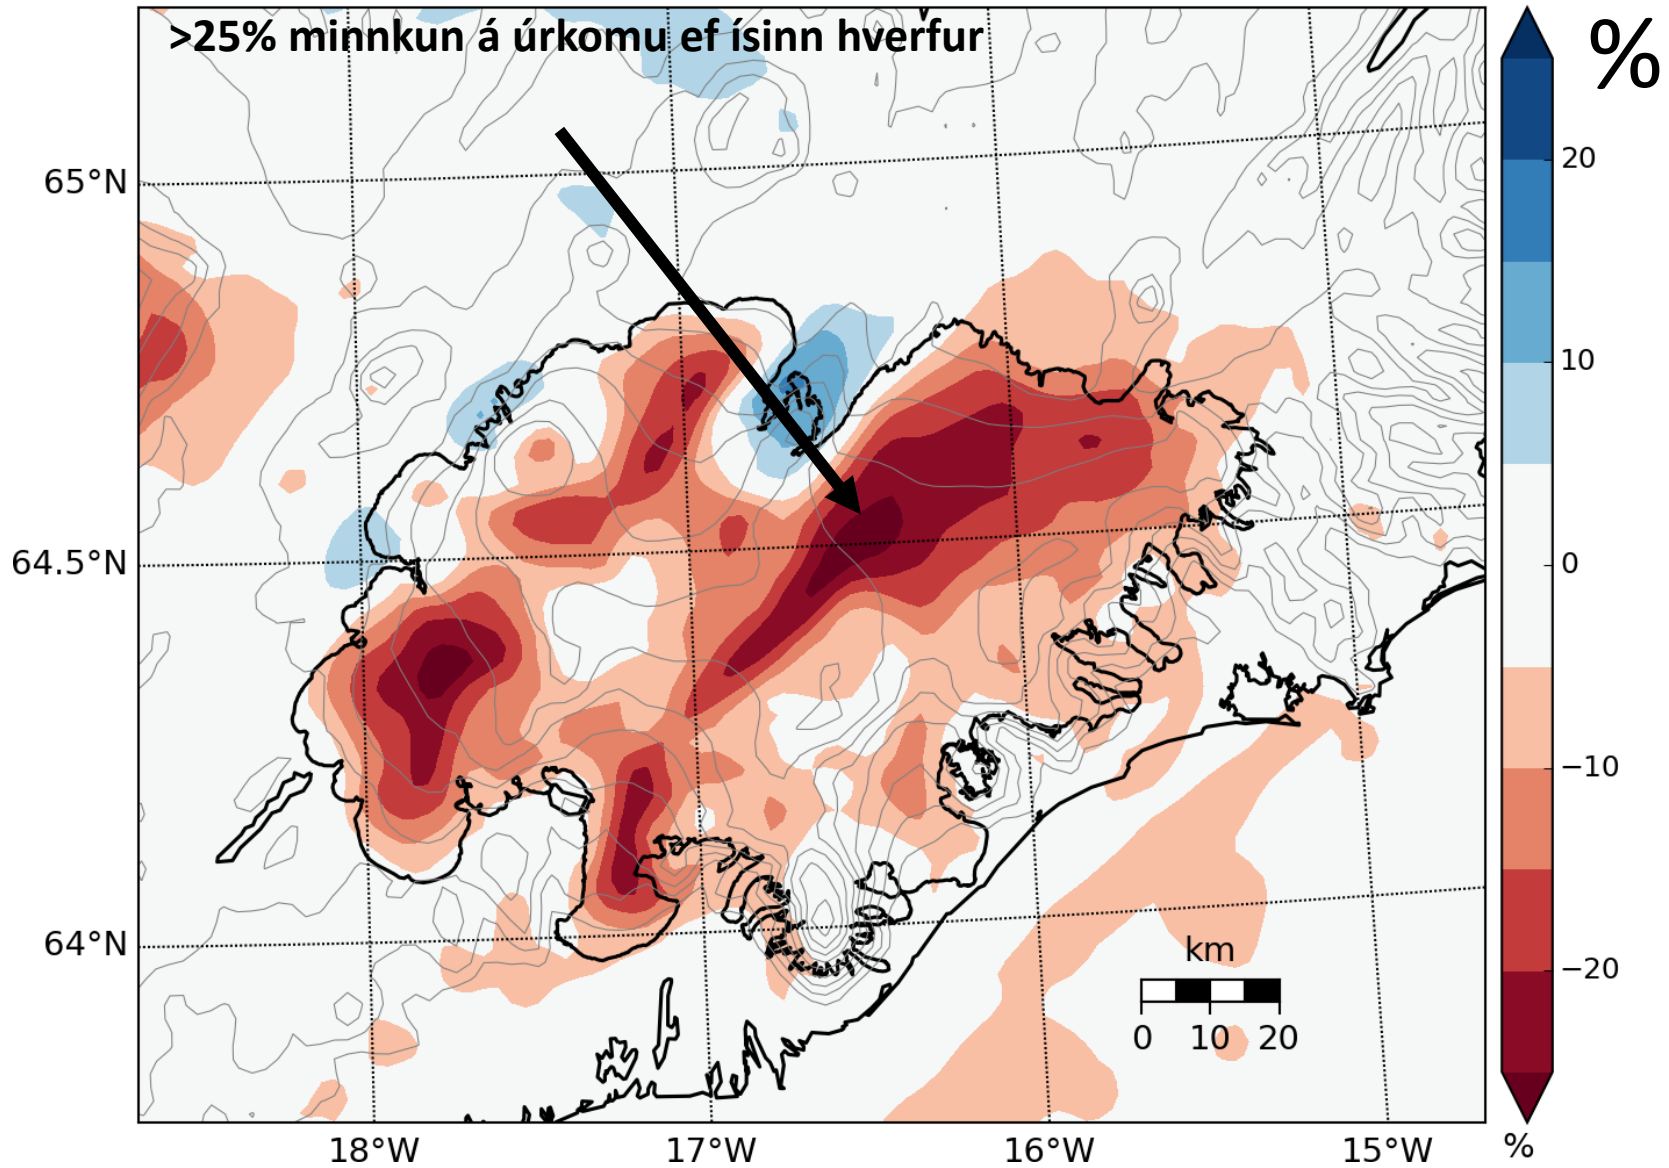 >25% minnkun á úrkomu ef ísinn hverfur
%
20
10
0
−10
−20
%
65°N
64.5°N
64°N
km
0 10 20
18°W 17°W 16°W 15°W